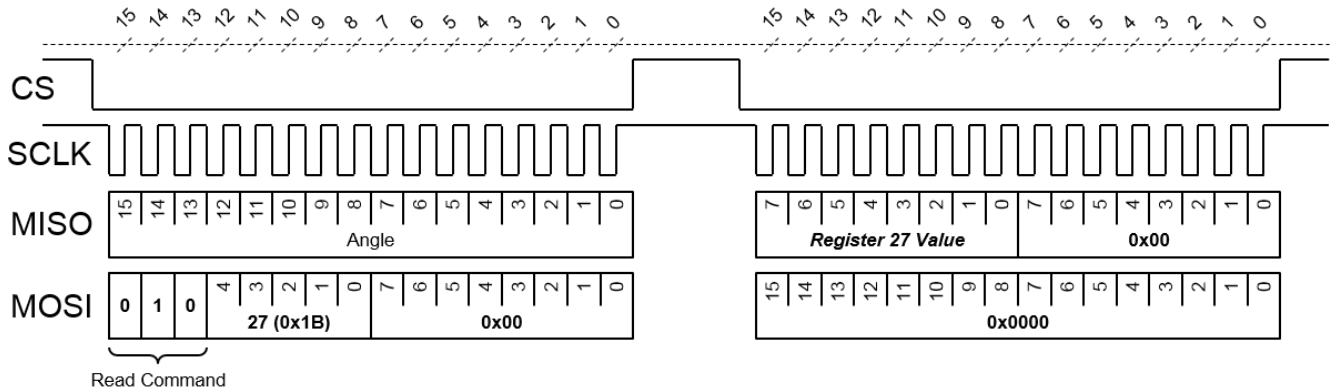 15 14 13 12 11 10 9 8 7 6 5 4 3 2 1 0 15 14 13 12 11 10 9 8 7 6 5 4 3 2 1 0
CS
SCLK
MISO 15 14 13 12 11 10 9 8 7 6 5 4 3 2 1 0 7 6 5 4 3 2 1 0 7 6 5 4 3 2 1 0
Angle Register 27 Value 0x00
MOSI 0 1 0 4 3 2 1 0 7 6 5 4 3 2 1 0 15 14 13 12 11 10 9 8 7 6 5 4 3 2 1 0
27 (0x1B) 0x00 0x0000
Read Command